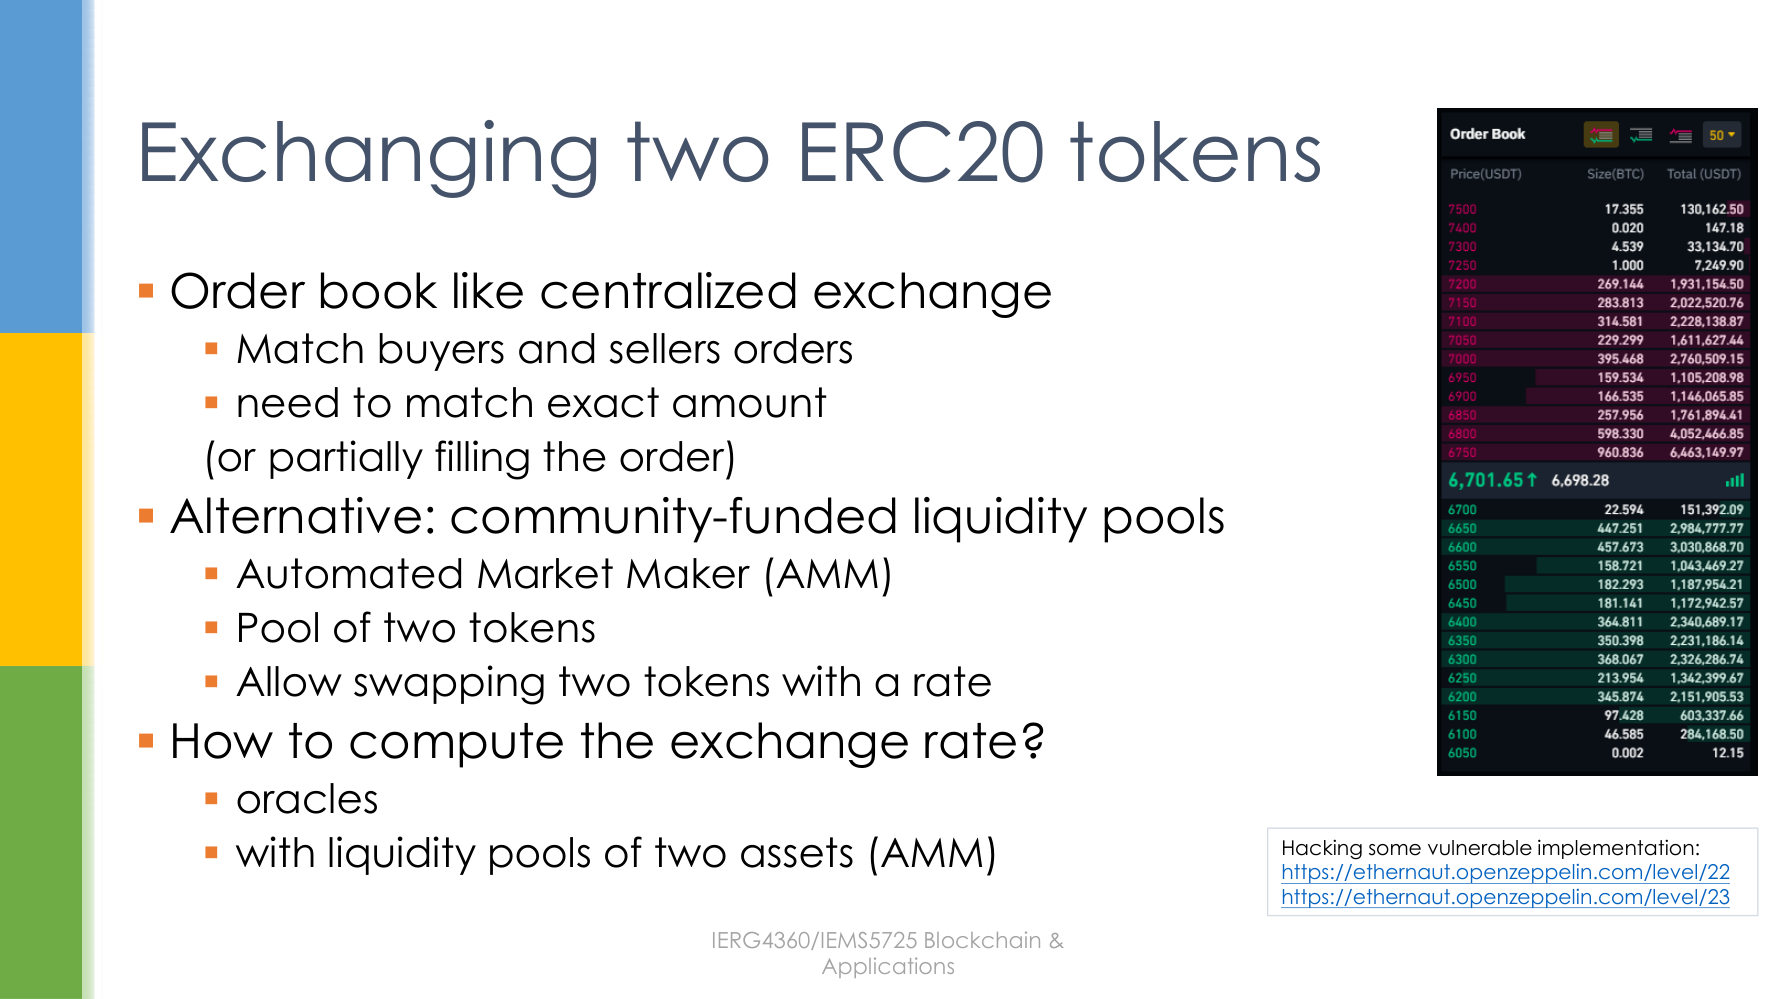 Exchanging two ERC20 tokens
Order book like centralized exchange
Match buyers and sellers orders
need to match exact amount
(or partially filling the order)
Alternative: community-funded liquidity pools
Automated Market Maker (AMM)
Pool of two tokens
Allow swapping two tokens with a rate
How to compute the exchange rate?
oracles
with liquidity pools of two assets (AMM)
Order Book 50
Price(USDT) Size(BTC) Total (USDT)
7500 17.355 130,162.50
7400 0.020 147.18
7300 4.539 33,134.70
7250 1.000 7,249.90
7200 269.144 1,931,154.50
7150 283.813 2,022,520.76
7100 314.581 2,228,138.87
7050 229.299 1,611,627.44
7000 395.468 2,760,509.15
6950 159.534 1,105,208.98
6900 166.535 1,146,065.85
6850 257.956 1,761,894.41
6800 598.330 4,052,466.85
6750 960.836 6,463,149.97
6,701.65↑ 6,698.28
6700 22.594 151,392.09
6650 447.251 2,984,777.77
6600 457.673 3,030,868.70
6550 158.721 1,043,469.27
6500 182.293 1,187,954.21
6450 181.141 1,172,942.57
6400 364.811 2,340,689.17
6350 350.398 2,231,186.14
6300 368.067 2,326,286.74
6250 213.954 1,342,399.67
6200 345.874 2,151,905.53
6150 97.428 603,337.66
6100 46.585 284,168.50
6050 0.002 12.15
Hacking some vulnerable implementation:
https://ethernaut.openzeppelin.com/level/22
https://ethernaut.openzeppelin.com/level/23
IERG4360/IEMS5725 Blockchain &
Applications